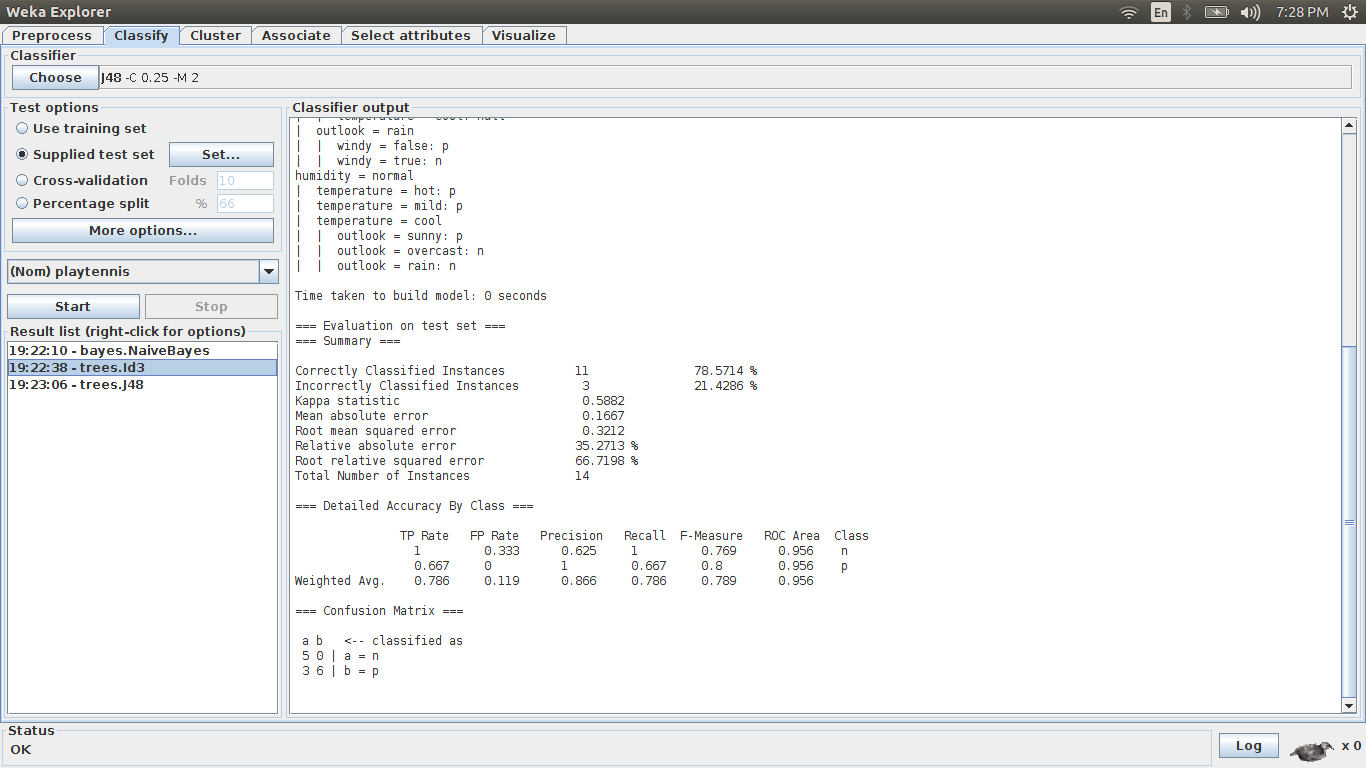 Weka Explorer
En
7:28 PM
Preprocess Classify Cluster Associate Select attributes Visualize
Classifier
Choose J48 -C 0.25 -M 2
Test options
Use training set
Supplied test set Set...
Cross-validation Folds 10
Percentage split % 66
More options...
(Nom) playtennis
Start Stop
Result list (right-click for options)
19:22:10 - bayes.NaiveBayes
19:22:38 - trees.Id3
19:23:06 - trees.J48
Classifier output
| | temperature = cool: null
| outlook = rain
| | windy = false: p
| | windy = true: n
humidity = normal
| temperature = hot: p
| temperature = mild: p
| temperature = cool
| | outlook = sunny: p
| | outlook = overcast: n
| | outlook = rain: n
Time taken to build model: 0 seconds
=== Evaluation on test set ===
=== Summary ===
Correctly Classified Instances 11 78.5714 %
Incorrectly Classified Instances 3 21.4286 %
Kappa statistic 0.5882
Mean absolute error 0.1667
Root mean squared error 0.3212
Relative absolute error 35.2713 %
Root relative squared error 66.7198 %
Total Number of Instances 14
=== Detailed Accuracy By Class ===
TP Rate FP Rate Precision Recall F-Measure ROC Area Class
1 0.333 0.625 1 0.769 0.956 n
0.667 0 1 0.667 0.8 0.956 p
Weighted Avg. 0.786 0.119 0.866 0.786 0.789 0.956
=== Confusion Matrix ===
a b <-- classified as
5 0 | a = n
3 6 | b = p
Status
OK
Log
x 0